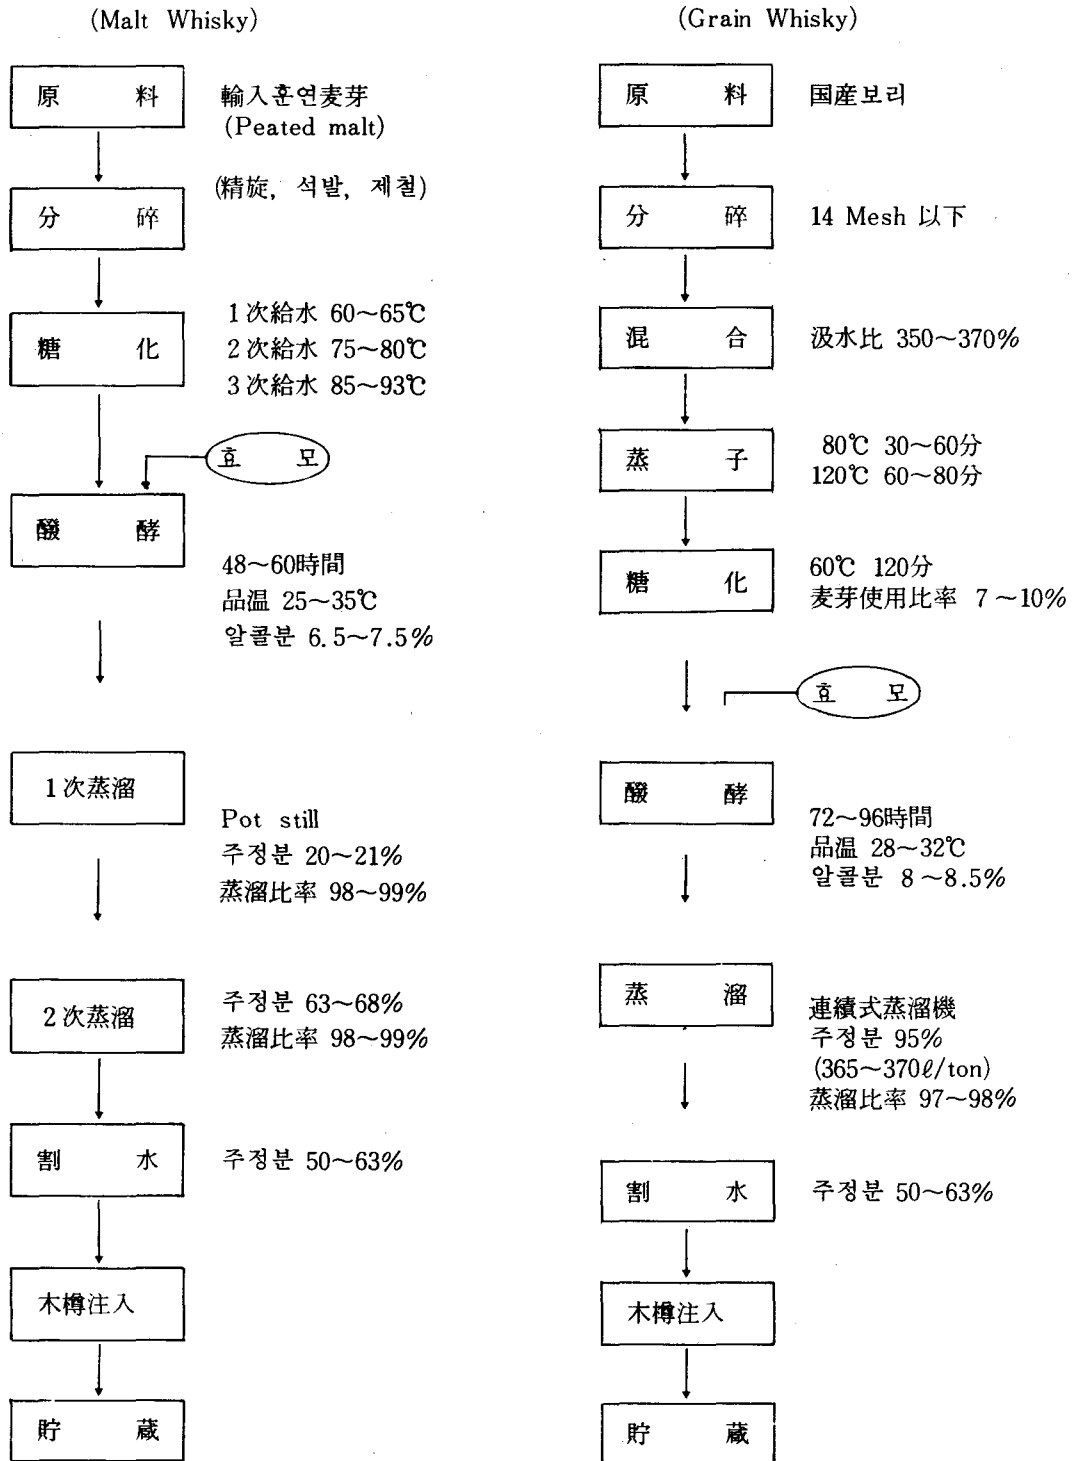 (Malt Whisky)
原 料
輸入훈연麦芽
(Peated malt)
(精旋, 석발, 제철)
分 碎
糖 化
1次給水 60~65℃
2次給水 75~80℃
3次給水 85~93℃
효 모
醱 酵
48~60時間
品温 25~35℃
알콜분 6.5~7.5%
1次蒸溜
Pot still
주정분 20~21%
蒸溜比率 98~99%
2次蒸溜
주정분 63~68%
蒸溜比率 98~99%
割 水
주정분 50~63%
木樽注入
貯 蔵
(Grain Whisky)
原 料
国産보리
分 碎
14 Mesh 以下
混 合
汲水比 350~370%
蒸 子
80℃ 30~60分
120℃ 60~80分
糖 化
60℃ 120分
麦芽使用比率 7~10%
효 모
醱 酵
72~96時間
品温 28~32℃
알콜분 8~8.5%
蒸 溜
連續式蒸溜機
주정분 95%
(365~370ℓ/ton)
蒸溜比率 97~98%
割 水
주정분 50~63%
木樽注入
貯 蔵